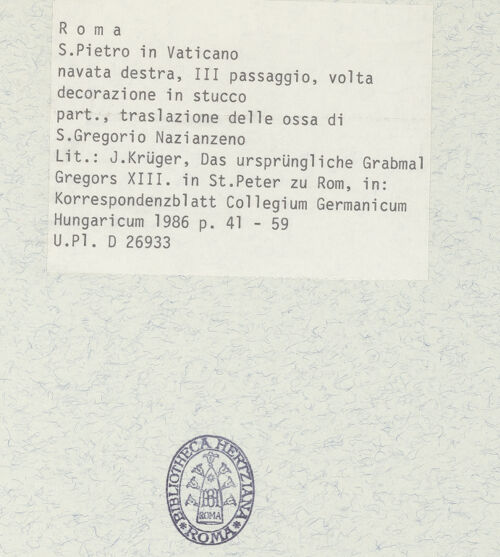 R o m a
S.Pietro in Vaticano
navata destra, III passaggio, volta
decorazione in stucco
part., traslazione delle ossa di
S.Gregorio Nazianzeno
Lit.: J.Krüger, Das ursprüngliche Grabmal
Gregors XIII. in St.Peter zu Rom, in:
Korrespondenzblatt Collegium Germanicum
Hungaricum 1986 p. 41 - 59
U.Pl. D 26933
BIBLIOTHECA HERTZIANA
BH
ROMA
*ROMA*